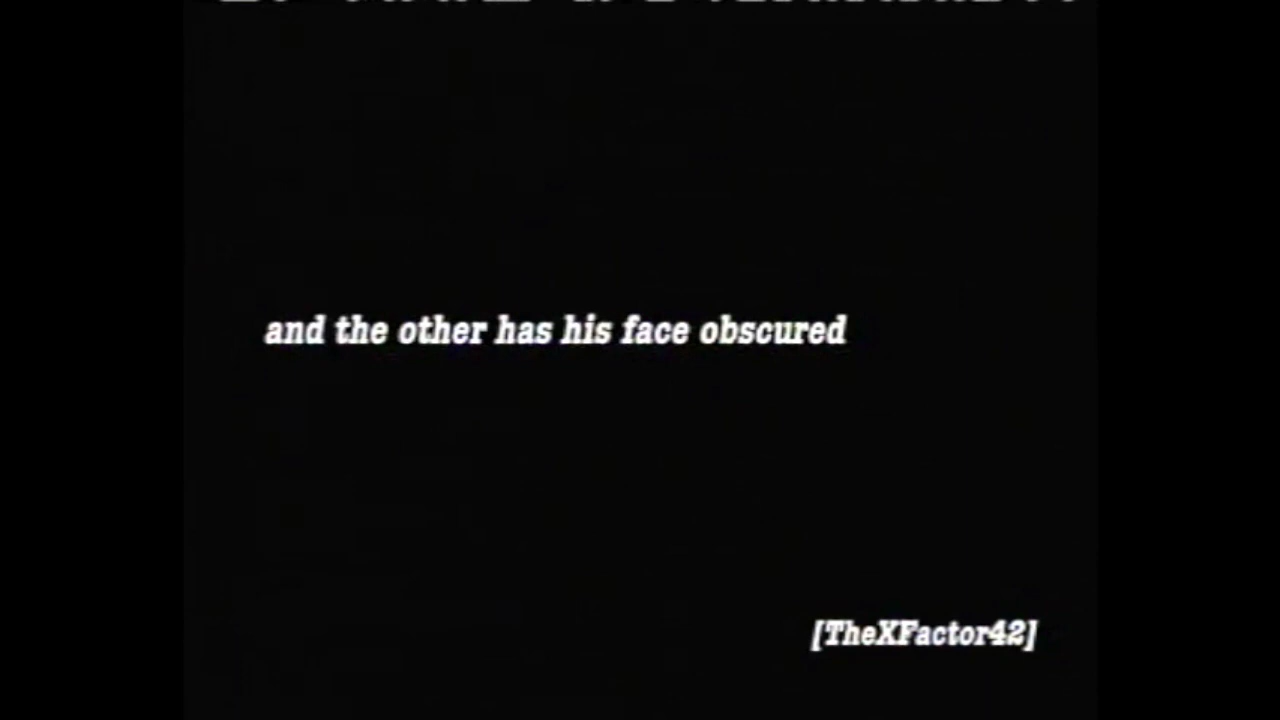 and the other has his face obscured
[TheXFactor42]